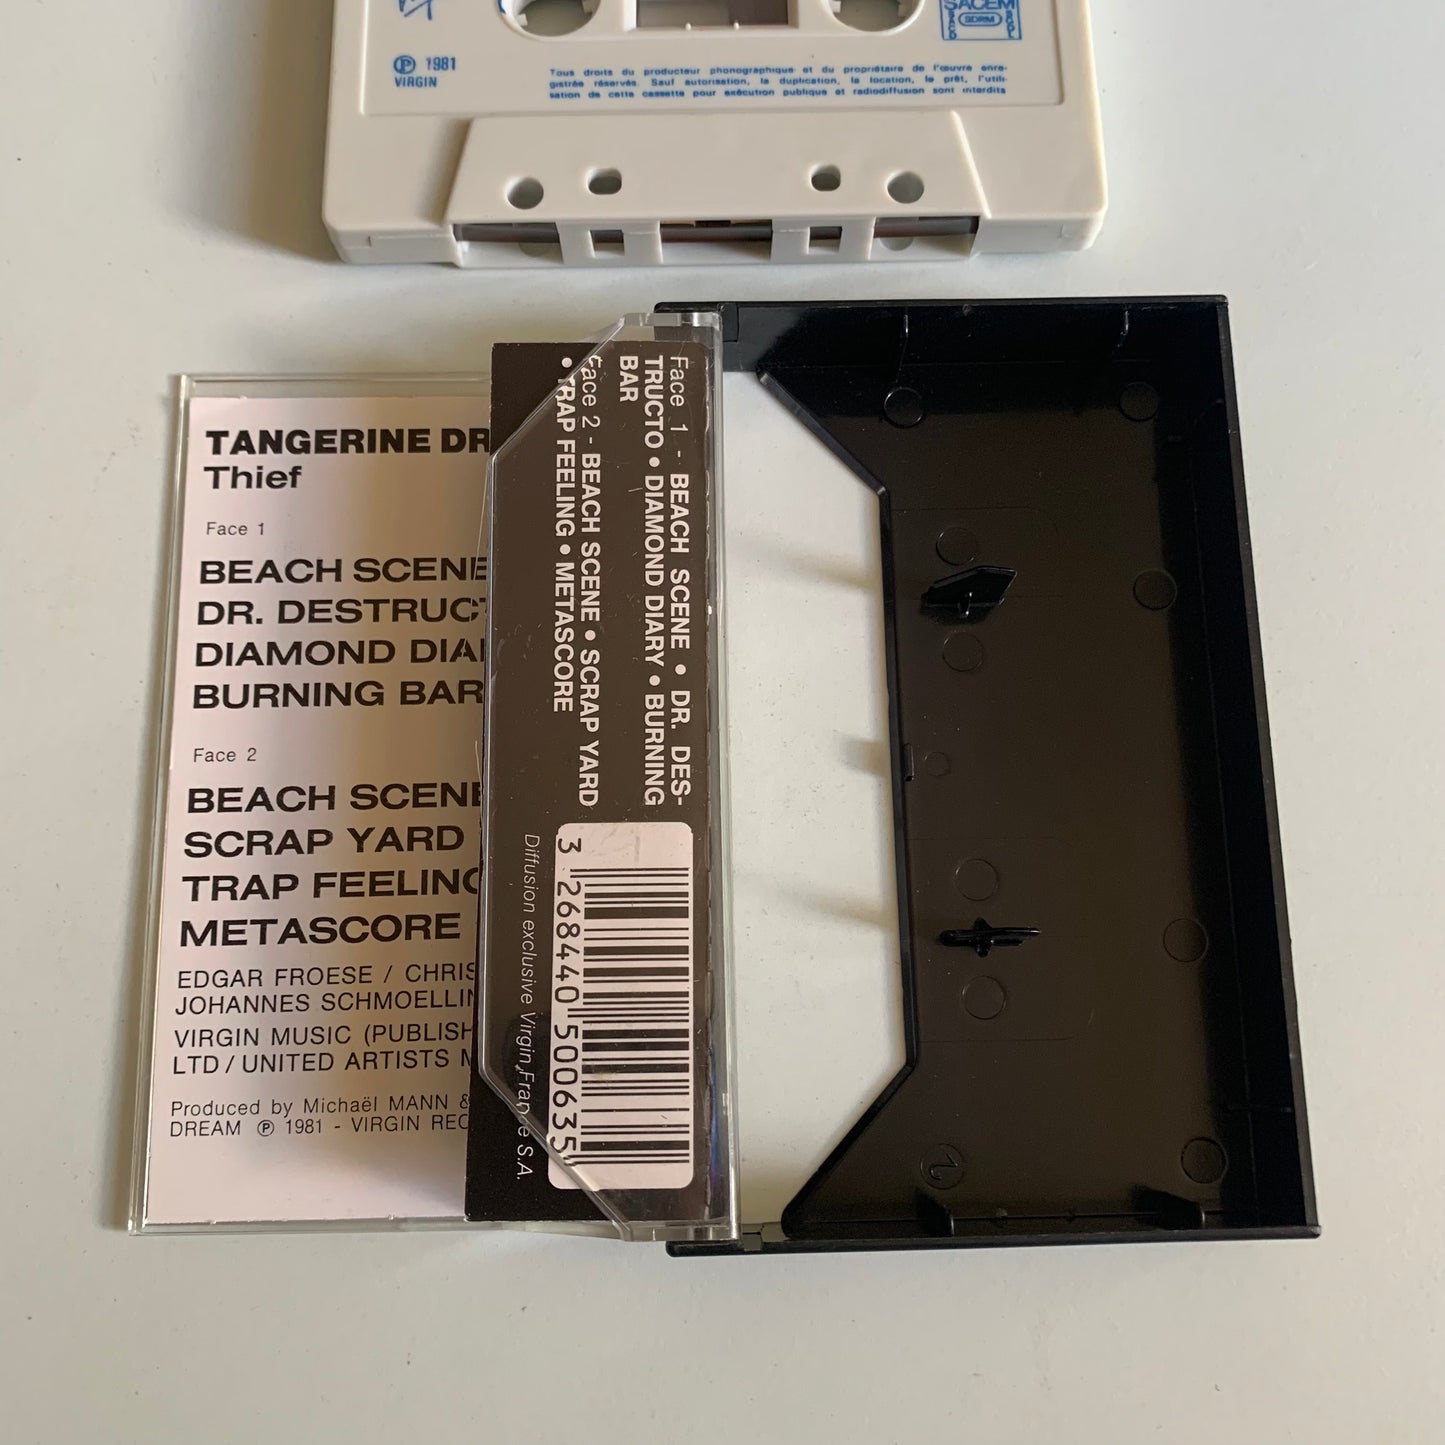 SACEM
SDRM
℗ 1981
VIRGIN
Tous droits du producteur phonographique et du propriétaire de l'œuvre enre-
gistrée réservés. Sauf autorisation, la duplication, la location, le prêt, l'utili-
sation de cette cassette pour exécution publique et radiodiffusion sont interdits
TANGERINE DR
Thief
Face 1
BEACH SCENE
DR. DESTRUCT
DIAMOND DIA
BURNING BAR
Face 2
BEACH SCENE
SCRAP YARD
TRAP FEELING
METASCORE
EDGAR FROESE / CHRIS
JOHANNES SCHMOELLIN
VIRGIN MUSIC (PUBLISH
LTD / UNITED ARTISTS M
Produced by Michaël MANN &
DREAM ℗ 1981 - VIRGIN REC
Face 1 - BEACH SCENE • DR. DES-
TRUCTO • DIAMOND DIARY • BURNING
BAR
Face 2 - BEACH SCENE • SCRAP YARD
• TRAP FEELING • METASCORE
Diffusion exclusive Virgin France S.A.
3 268440 500635
2